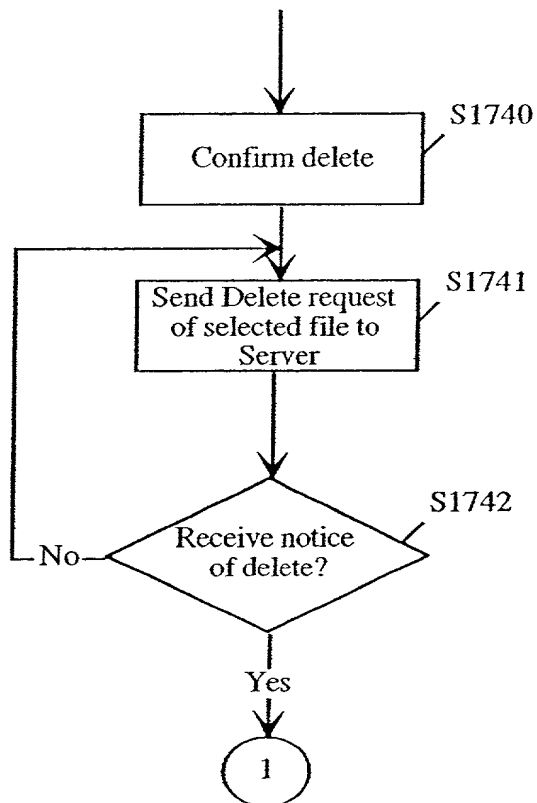 S1740
Confirm delete
S1741
Send Delete request
of selected file to
Server
S1742
Receive notice
of delete?
No
Yes
1